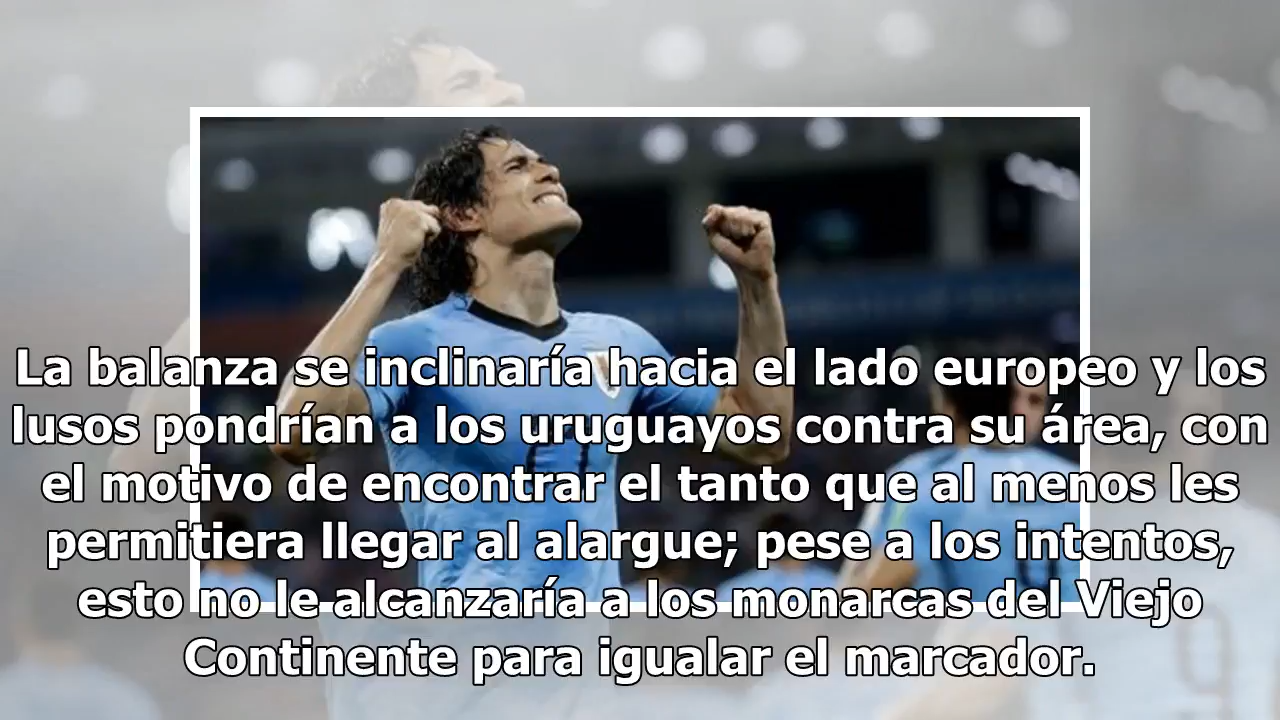 La balanza se inclinaría hacia el lado europeo y los
lusos pondrían a los uruguayos contra su área, con
el motivo de encontrar el tanto que al menos les
permitiera llegar al alargue; pese a los intentos,
esto no le alcanzaría a los monarcas del Viejo
Continente para igualar el marcador.